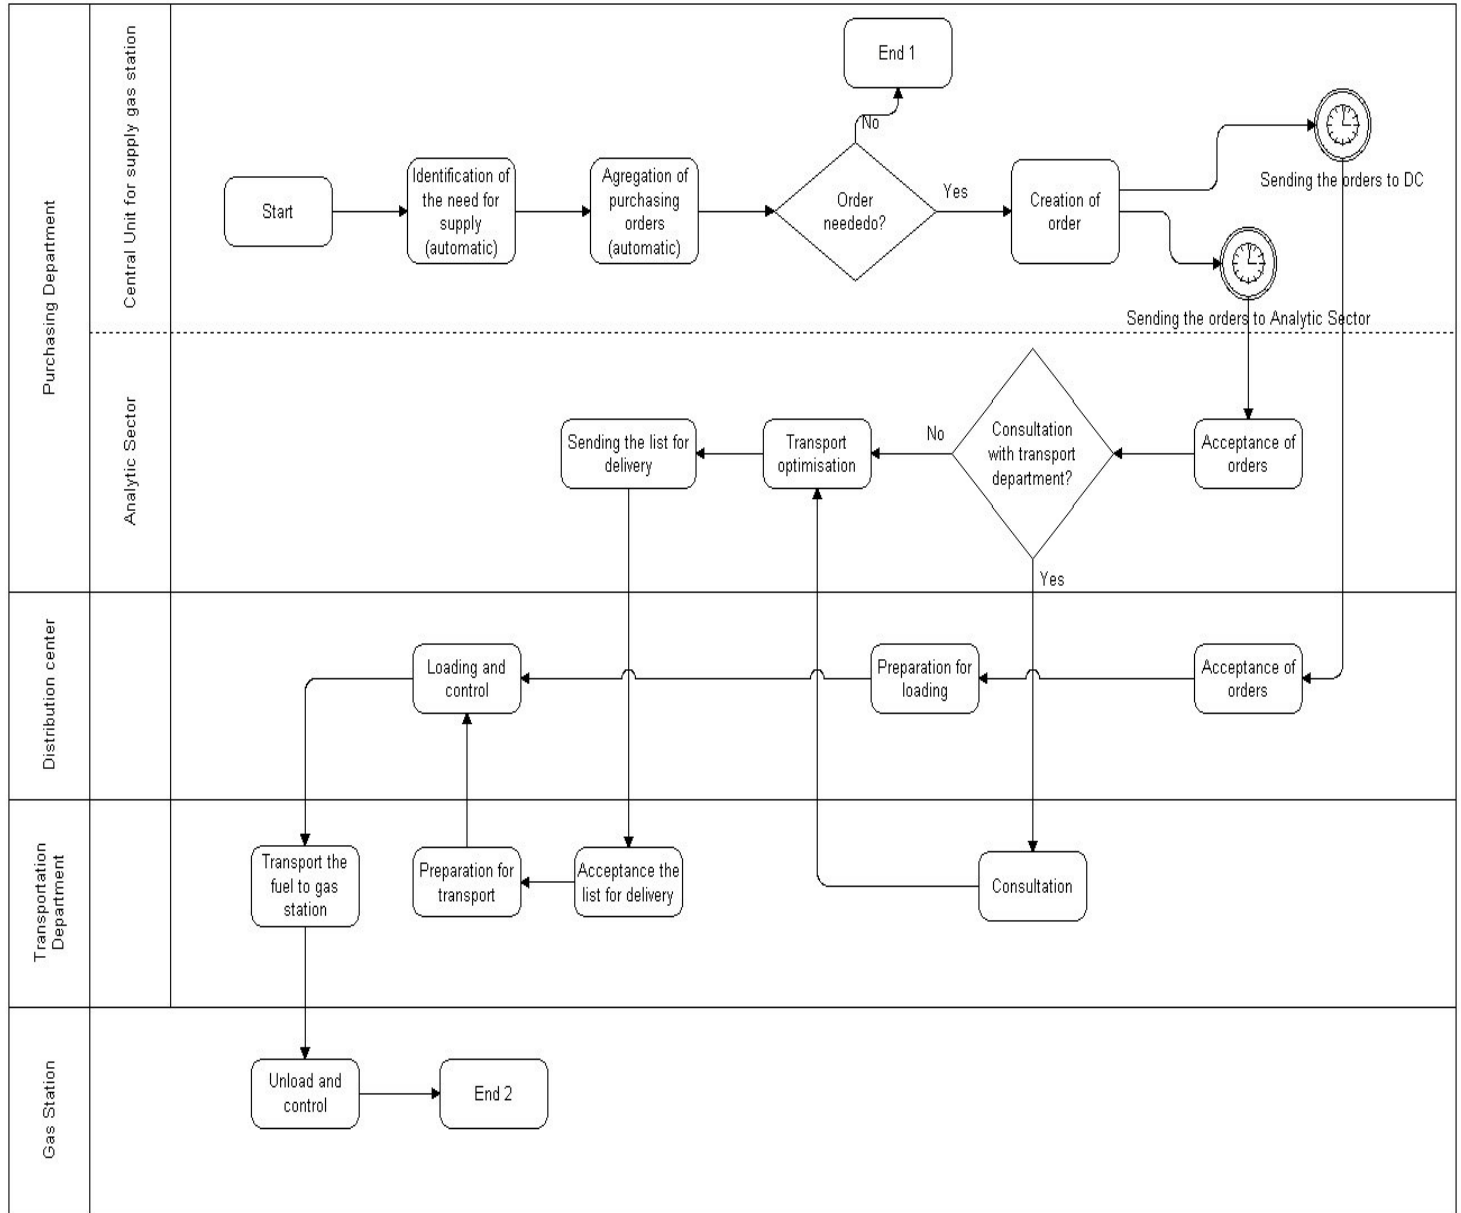 Purchasing Department
Central Unit for supply gas station
End 1
No
Start
Identification of
the need for
supply
(automatic)
Agregation of
purchasing
orders
(automatic)
Order
neededo?
Yes
Creation of
order
Sending the orders to DC
Sending the orders to Analytic Sector
Analytic Sector
Sending the list for
delivery
Transport
optimisation
No
Consultation
with transport
department?
Acceptance of
orders
Yes
Distribution center
Loading and
control
Preparation for
loading
Acceptance of
orders
Transportation
Department
Transport the
fuel to gas
station
Preparation for
transport
Acceptance the
list for delivery
Consultation
Gas Station
Unload and
control
End 2